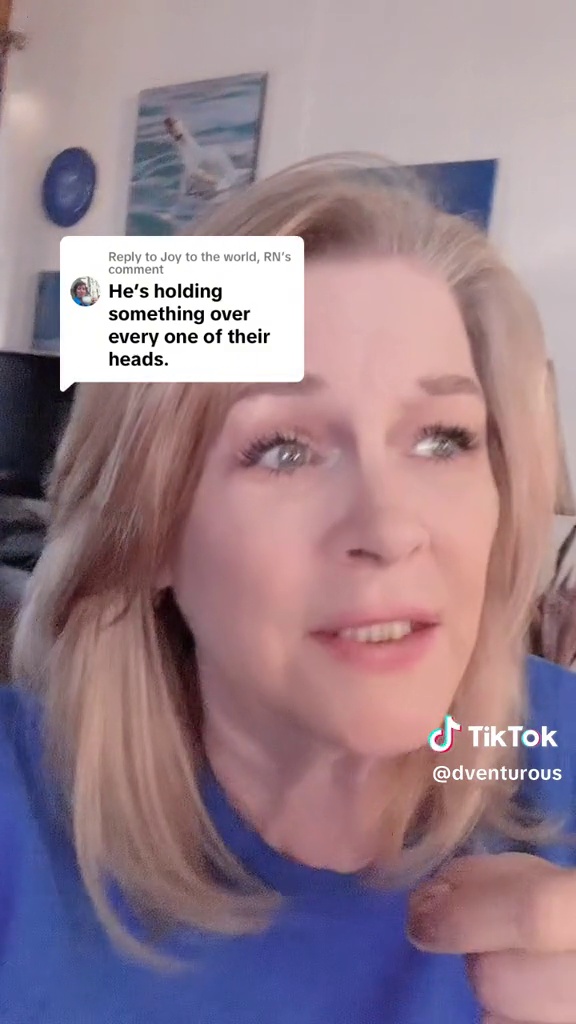 Reply to Joy to the world, RN's
comment
He's holding
something over
every one of their
heads.
TikTok
@dventurous